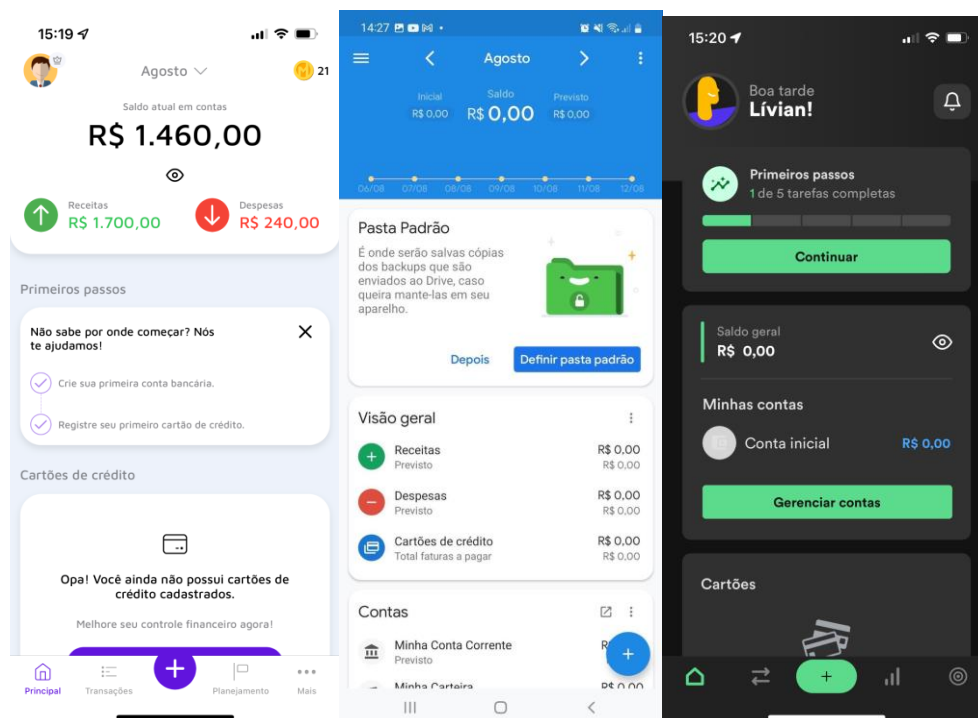 15:19
Agosto
21
Saldo atual em contas
R$ 1.460,00
Receitas
R$ 1.700,00
Despesas
R$ 240,00
Primeiros passos
Não sabe por onde começar? Nós
te ajudamos!
Crie sua primeira conta bancária.
Registre seu primeiro cartão de crédito.
Cartões de crédito
Opa! Você ainda não possui cartões de
crédito cadastrados.
Melhore seu controle financeiro agora!
Principal
Transações
Planejamento
Mais
14:27
Agosto
Inicial
R$ 0,00
Saldo
R$ 0,00
Previsto
R$ 0,00
06/08 07/08 08/08 09/08 10/08 11/08 12/08
Pasta Padrão
É onde serão salvas cópias
dos backups que são
enviados ao Drive, caso
queira mante-las em seu
aparelho.
Depois
Definir pasta padrão
Visão geral
Receitas R$ 0,00
Previsto R$ 0,00
Despesas R$ 0,00
Previsto R$ 0,00
Cartões de crédito R$ 0,00
Total faturas a pagar R$ 0,00
Contas
Minha Conta Corrente
Previsto
Minha Carteira R$ 0,00
15:20
Boa tarde
Lívian!
Primeiros passos
1 de 5 tarefas completas
Continuar
Saldo geral
R$ 0,00
Minhas contas
Conta inicial R$ 0,00
Gerenciar contas
Cartões